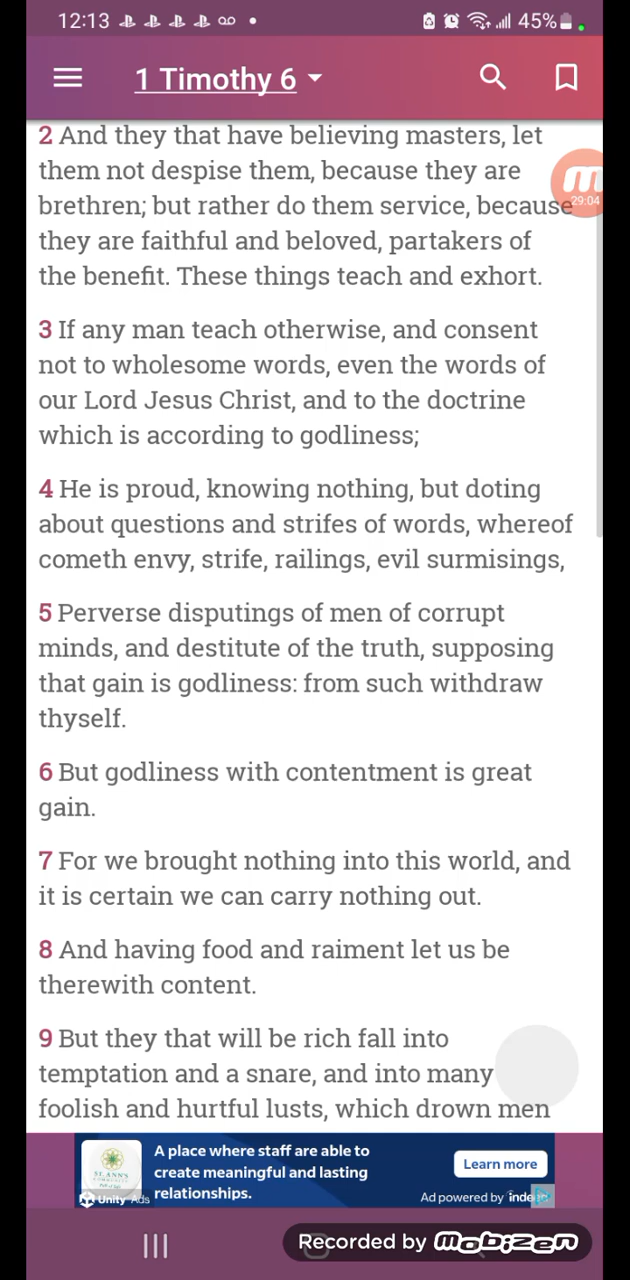 12:13
45%
1 Timothy 6
29:04
2 And they that have believing masters, let
them not despise them, because they are
brethren; but rather do them service, because
they are faithful and beloved, partakers of
the benefit. These things teach and exhort.
3 If any man teach otherwise, and consent
not to wholesome words, even the words of
our Lord Jesus Christ, and to the doctrine
which is according to godliness;
4 He is proud, knowing nothing, but doting
about questions and strifes of words, whereof
cometh envy, strife, railings, evil surmisings,
5 Perverse disputings of men of corrupt
minds, and destitute of the truth, supposing
that gain is godliness: from such withdraw
thyself.
6 But godliness with contentment is great
gain.
7 For we brought nothing into this world, and
it is certain we can carry nothing out.
8 And having food and raiment let us be
therewith content.
9 But they that will be rich fall into
temptation and a snare, and into many
foolish and hurtful lusts, which drown men
ST. ANN'S
COMMUNITY
Unity Ads
A place where staff are able to
create meaningful and lasting
relationships.
Learn more
Ad powered by
Recorded by mobizen